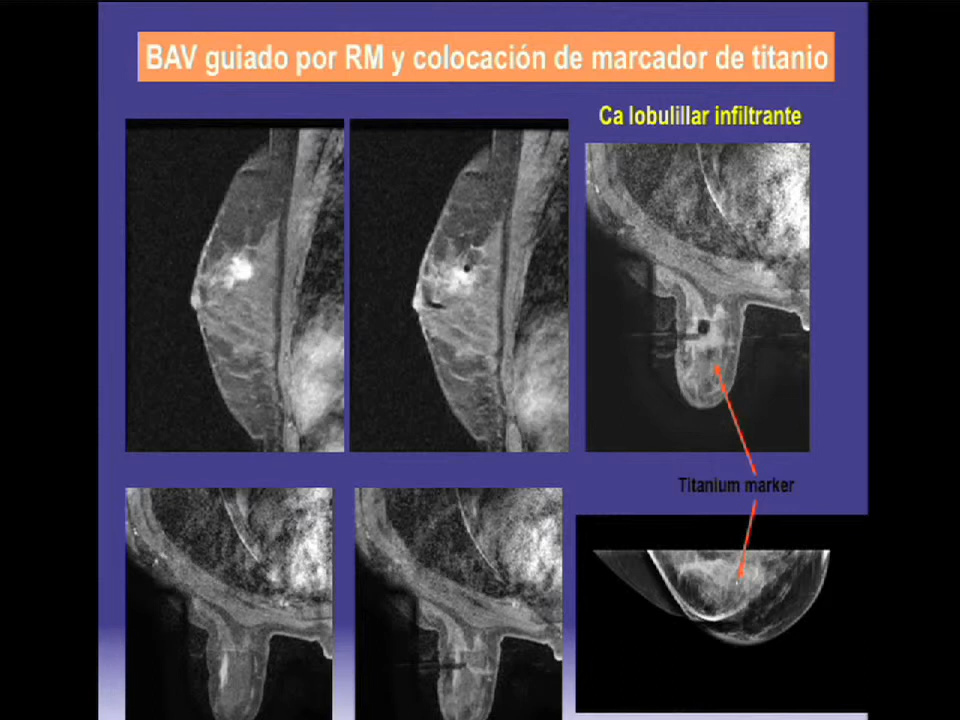 BAV guiado por RM y colocación de marcador de titanio
Ca lobulillar infiltrante
Titanium marker